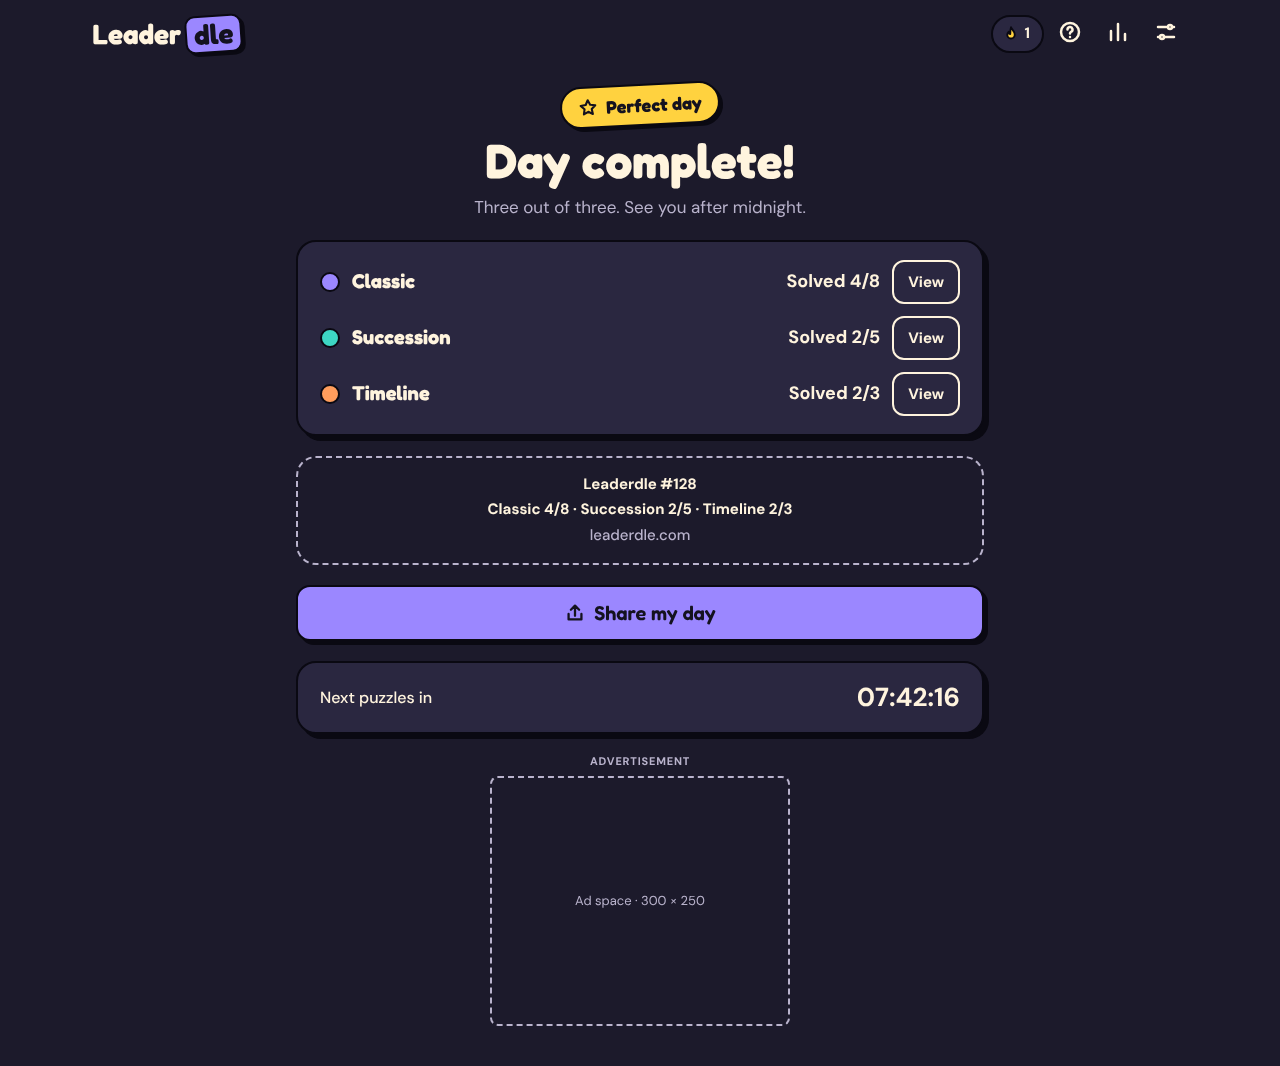 Leader dle
1
Perfect day
Day complete!
Three out of three. See you after midnight.
Classic Solved 4/8 View
Succession Solved 2/5 View
Timeline Solved 2/3 View
Leaderdle #128
Classic 4/8 · Succession 2/5 · Timeline 2/3
leaderdle.com
Share my day
Next puzzles in 07:42:16
ADVERTISEMENT
Ad space · 300 × 250